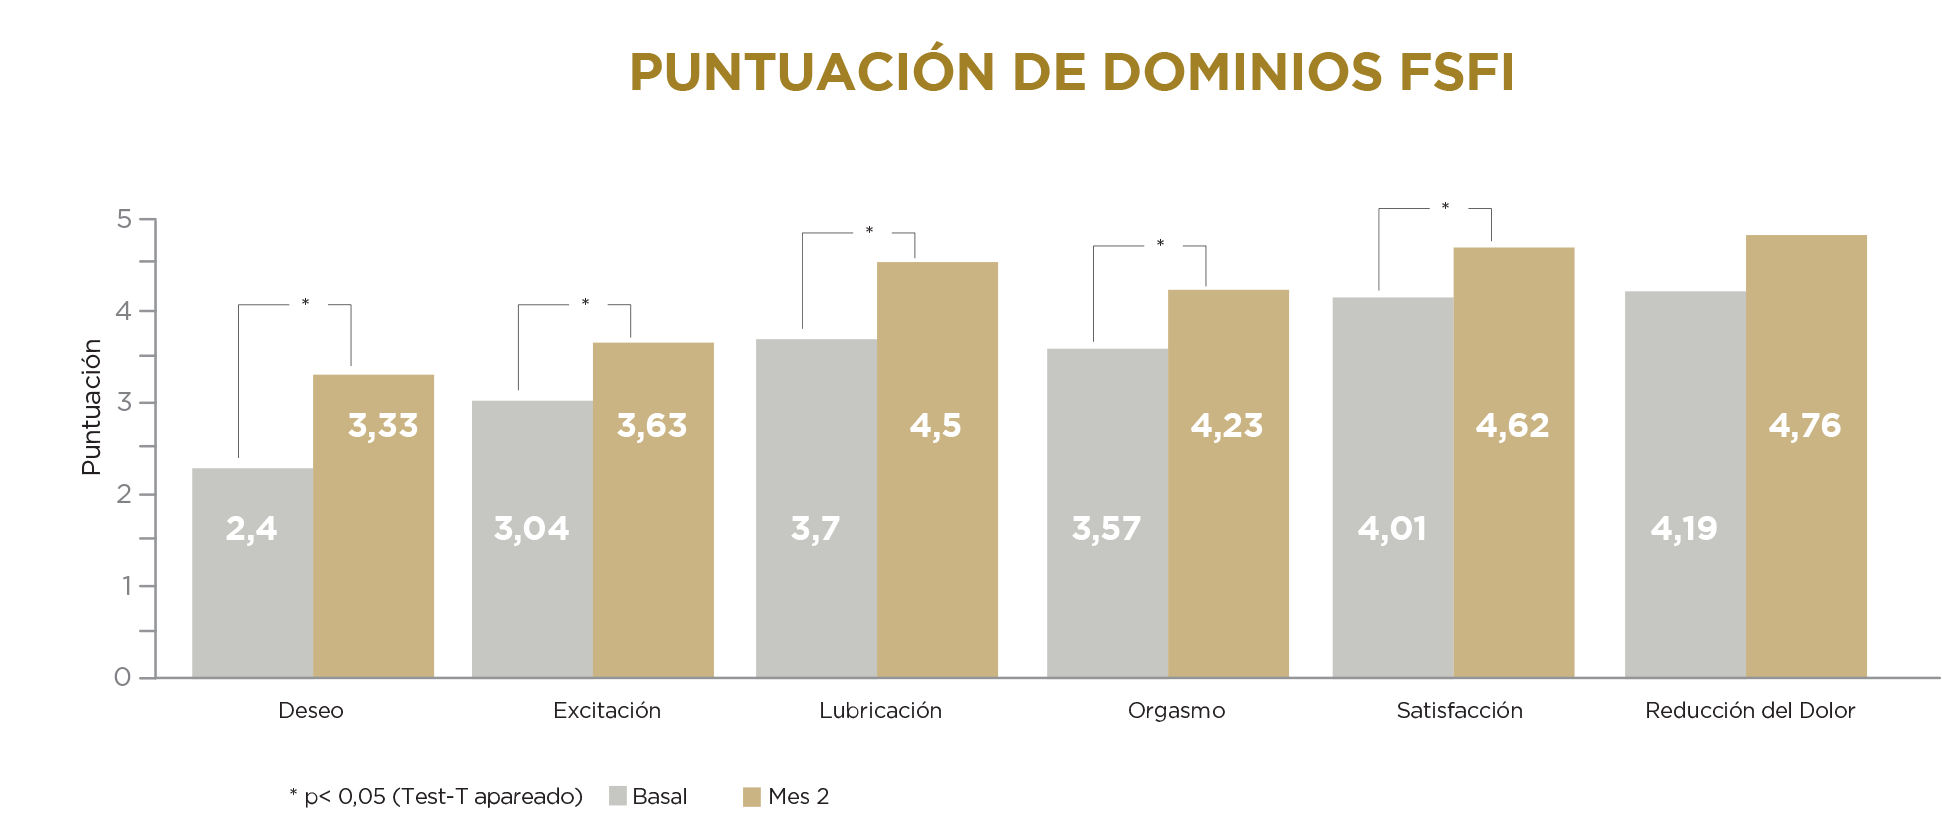 PUNTUACIÓN DE DOMINIOS FSFI
Puntuación
5
4
3
2
1
0
*
*
*
*
*
3,33
3,63
4,5
4,23
4,62
4,76
2,4
3,04
3,7
3,57
4,01
4,19
Deseo
Excitación
Lubricación
Orgasmo
Satisfacción
Reducción del Dolor
* p< 0,05 (Test-T apareado)
Basal
Mes 2